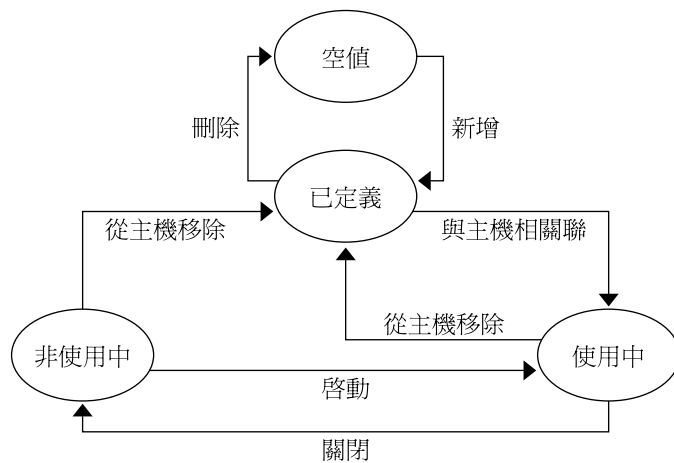 空值
刪除
新增
已定義
從主機移除
與主機相關聯
從主機移除
非使用中
使用中
啓動
關閉